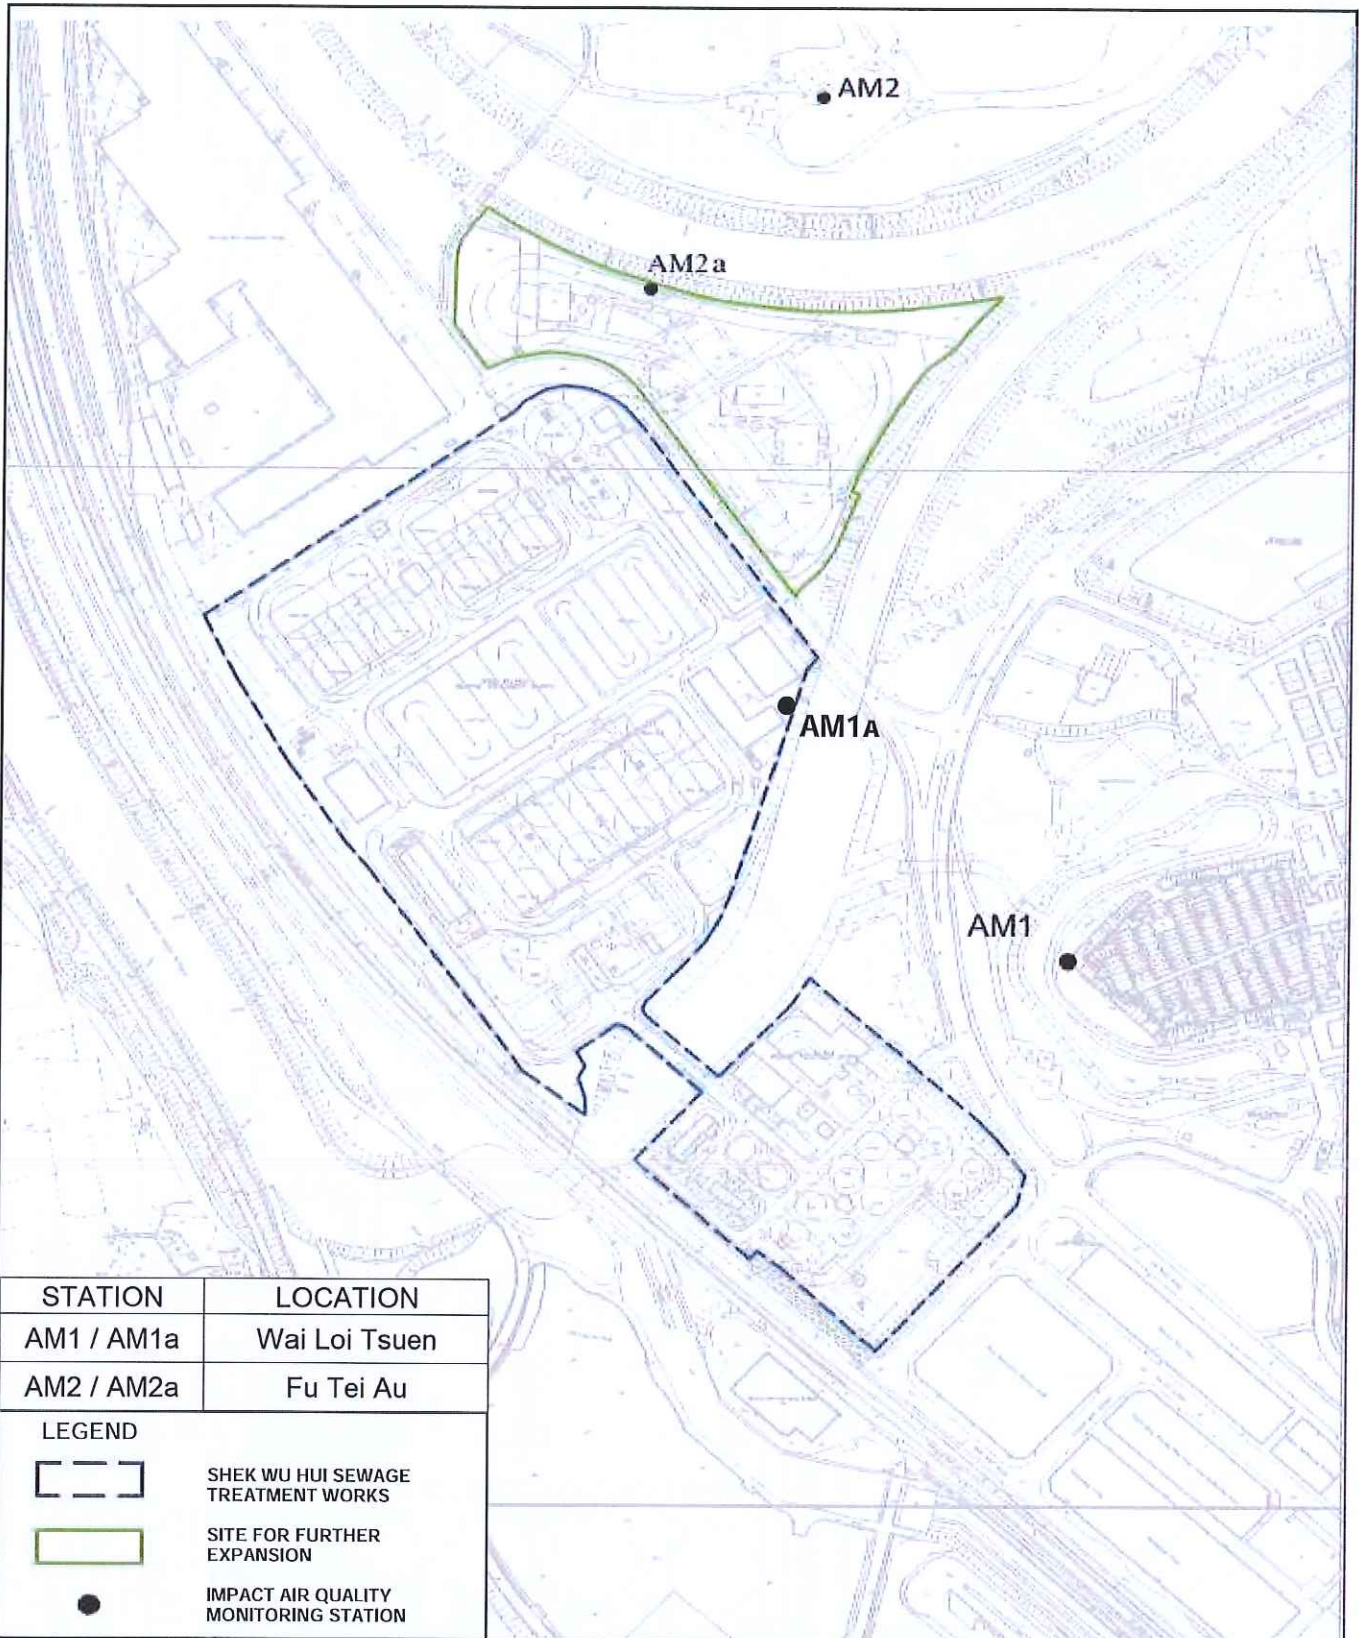 AM2
AM2a
AM1A
AM1
STATION LOCATION
AM1 / AM1a Wai Loi Tsuen
AM2 / AM2a Fu Tei Au
LEGEND
SHEK WU HUI SEWAGE
TREATMENT WORKS
SITE FOR FURTHER
EXPANSION
IMPACT AIR QUALITY
MONITORING STATION